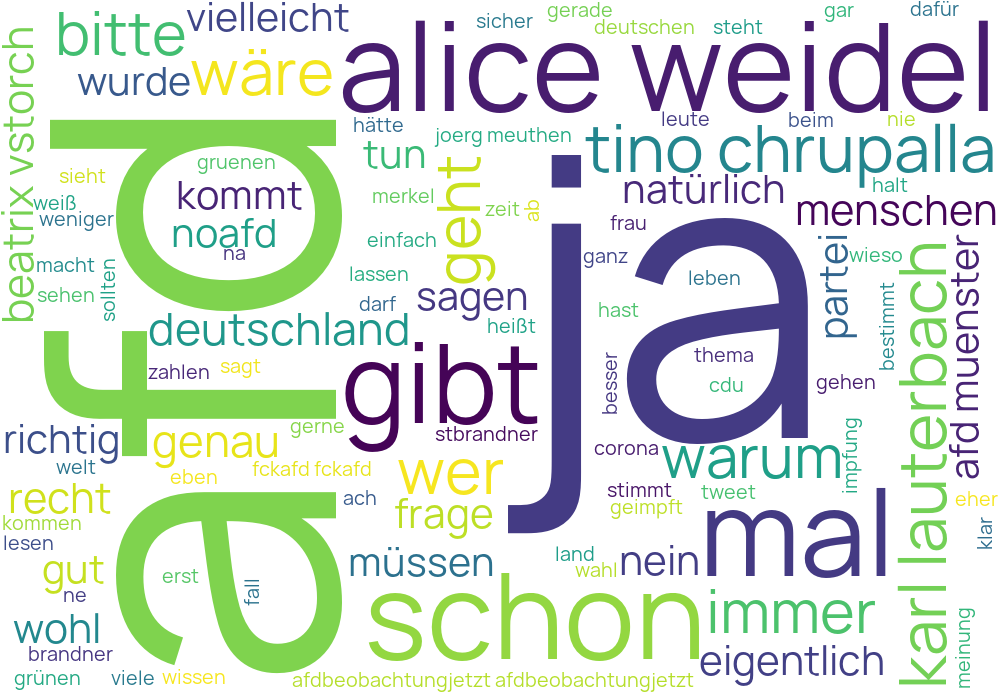 vielleicht
sicher
gerade
deutschen
steht
gar
dafür
bitte
wurde
wäre
alice weidel
beatrix vstorch
afd
hätte
joerg meuthen
leute
beim
nie
tun
tino chrupalla
gruenen
sieht
kommt
merkel
geht
zeit
ab
natürlich
halt
menschen
weiß
weniger
noafd
na
einfach
frau
ja
ganz
partei
wieso
macht
sehen
sollten
lassen
darf
sagen
leben
hast
heißt
deutschland
bestimmt
karl lauterbach
afd muenster
zahlen
sagt
gibt
besser
thema
cdu
gehen
richtig
genau
gerne
stbrandner
corona
warum
impfung
welt
eben
fckafd fckafd
wer
recht
ach
frage
stimmt
geimpft
tweet
mal
eher
klar
kommen
lesen
gut
ne
erst
fall
müssen
land
wahl
nein
wohl
brandner
schon
immer
meinung
eigentlich
grünen
viele
wissen
afdbeobachtungjetzt afdbeobachtungjetzt